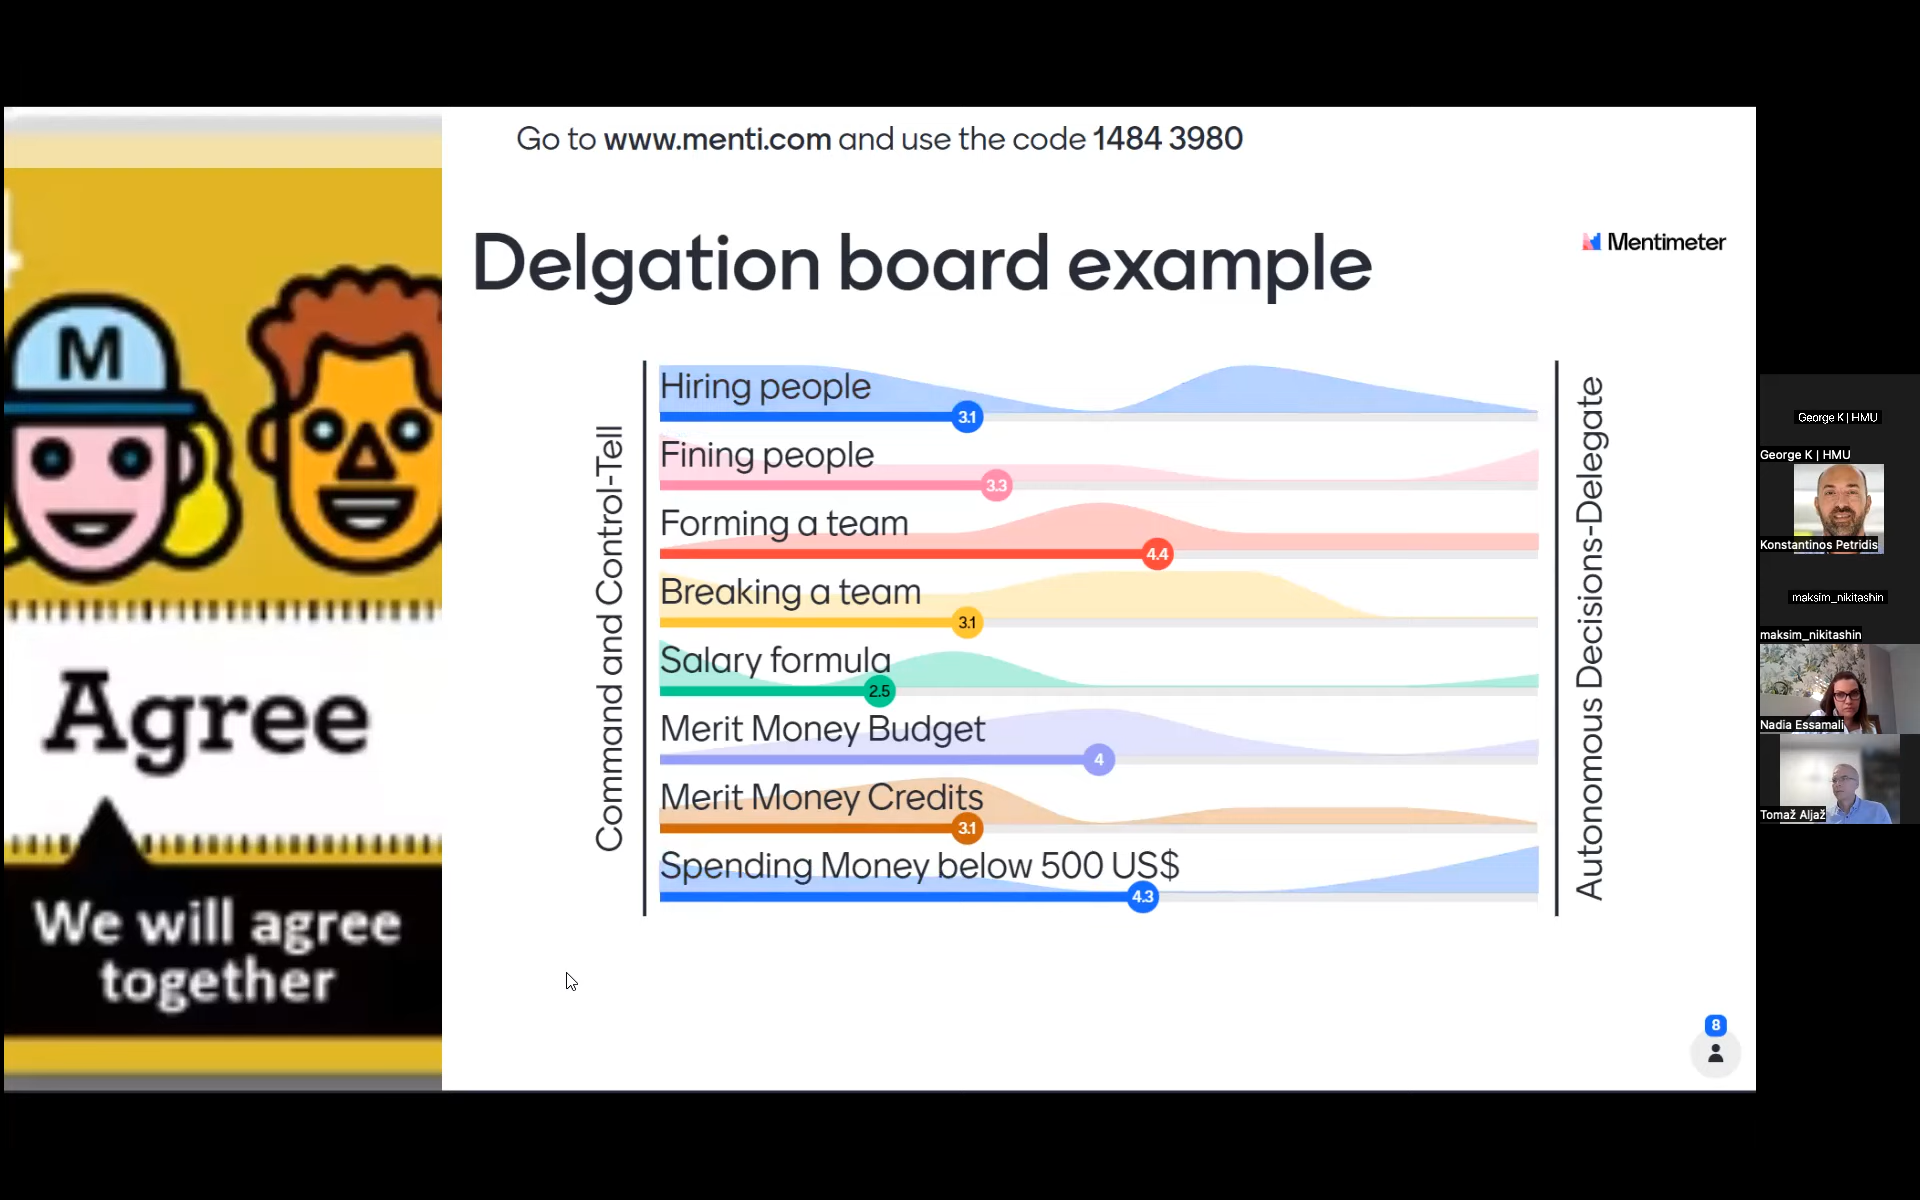 Go to www.menti.com and use the code 1484 3980
Delgation board example
Mentimeter
Command and Control-Tell
Hiring people
3.1
Fining people
3.3
Forming a team
4.4
Breaking a team
3.1
Salary formula
2.5
Merit Money Budget
4
Merit Money Credits
3.1
Spending Money below 500 US$
4.3
Autonomous Decisions-Delegate
8
M
Agree
We will agree
together
George K | HMU
George K | HMU
Konstantinos Petridis
maksim_nikitashin
maksim_nikitashin
Nadia Essamali
Tomaž Aljaž